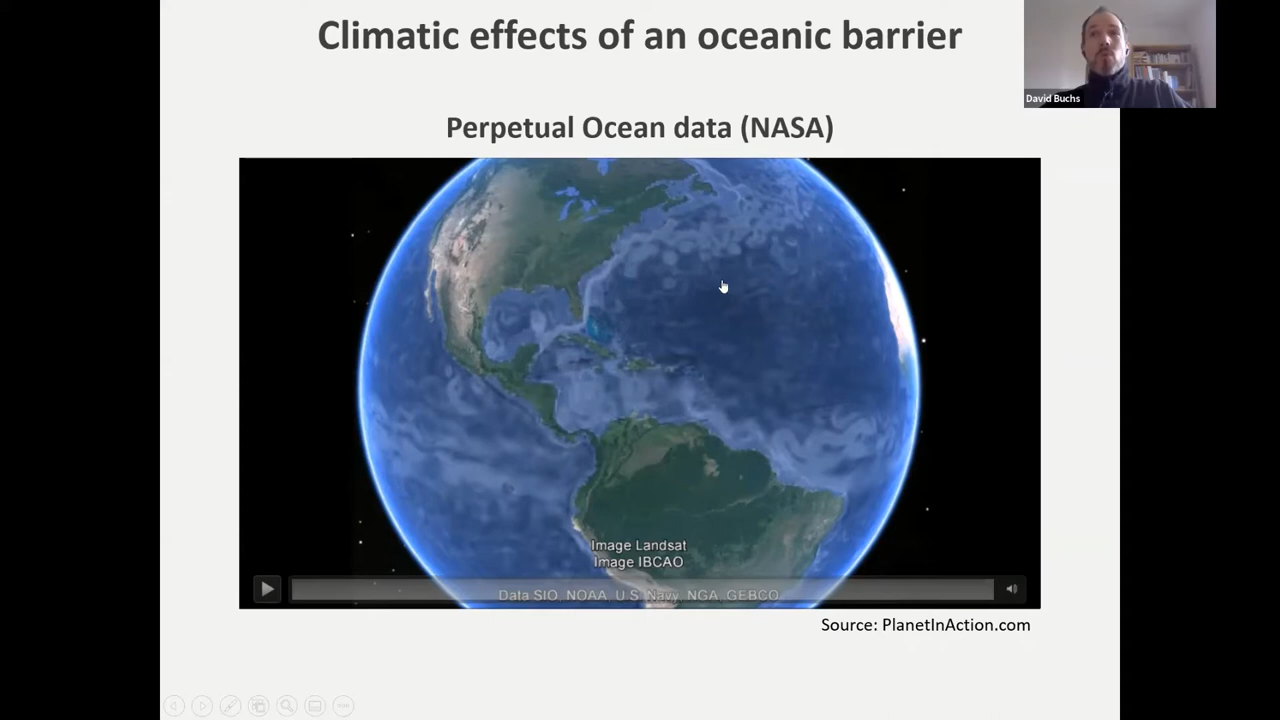 Climatic effects of an oceanic barrier
David Buchs
Perpetual Ocean data (NASA)
Image Landsat
Image IBCAO
Data SIO, NOAA, U.S. Navy, NGA, GEBCO
Source: PlanetInAction.com